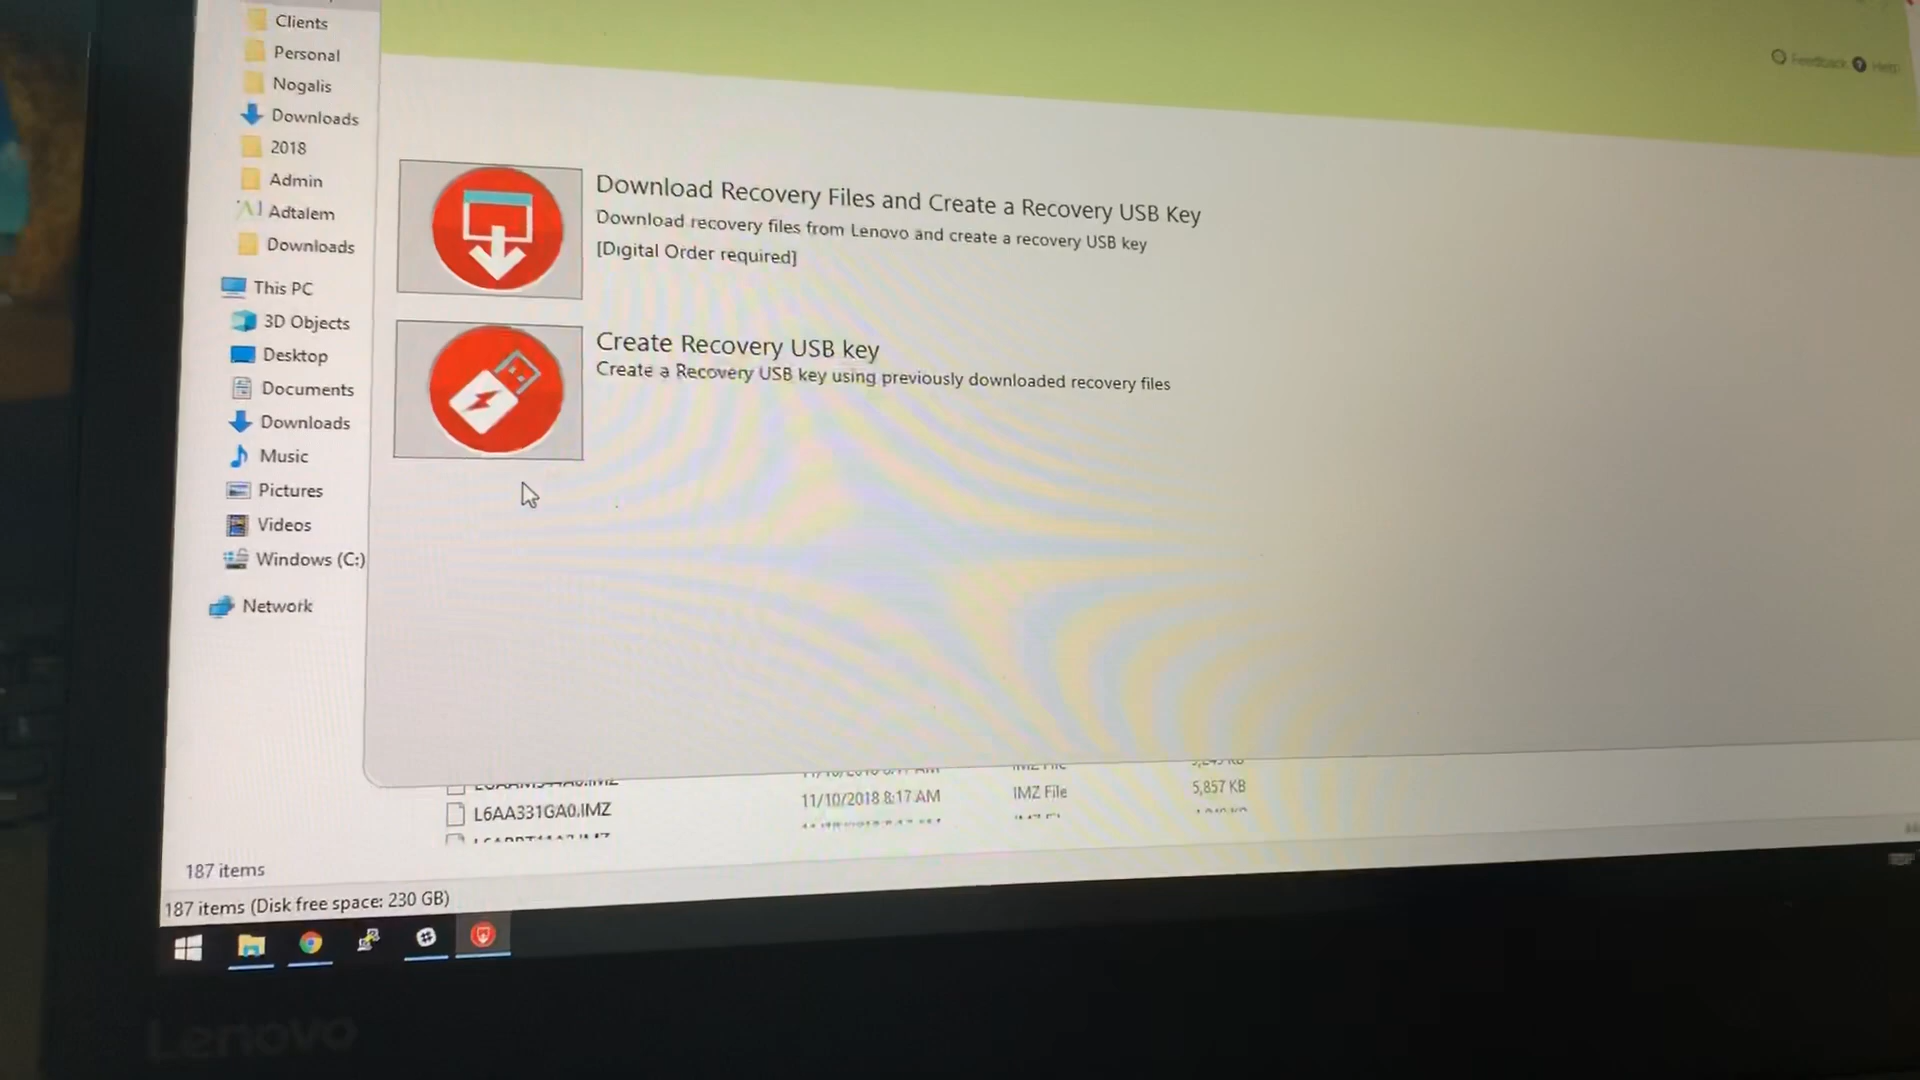 Clients
Personal
Nogalis
Downloads
2018
Admin
Adtalem
Downloads
This PC
3D Objects
Desktop
Documents
Downloads
Music
Pictures
Videos
Windows (C:)
Network
Feedback ? Help
Download Recovery Files and Create a Recovery USB Key
Download recovery files from Lenovo and create a recovery USB key
[Digital Order required]
Create Recovery USB key
Create a Recovery USB key using previously downloaded recovery files
L6AA331GA0.IMZ 11/10/2018 8:17 AM IMZ File 5,857 KB
187 items
187 items (Disk free space: 230 GB)
Lenovo